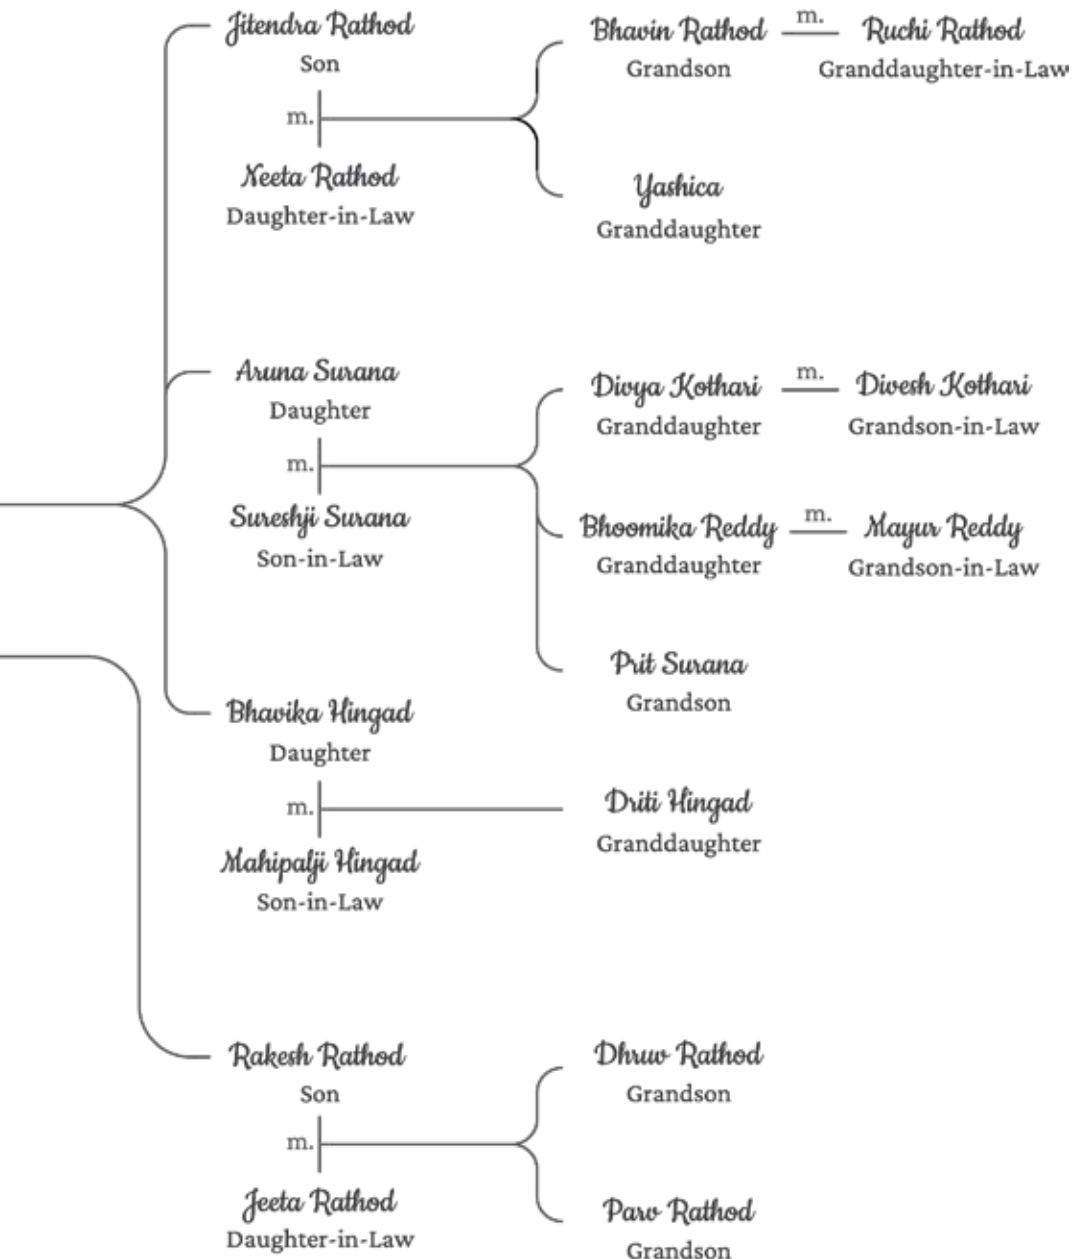 Jitendra Rathod
Son
m.
Neeta Rathod
Daughter-in-Law
Bhavin Rathod
Grandson
m.
Ruchi Rathod
Granddaughter-in-Law
Yashica
Granddaughter
Aruna Surana
Daughter
m.
Sureshji Surana
Son-in-Law
Divya Kothari
Granddaughter
m.
Divesh Kothari
Grandson-in-Law
Bhoomika Reddy
Granddaughter
m.
Mayur Reddy
Grandson-in-Law
Prit Surana
Grandson
Bhavika Hingad
Daughter
m.
Mahipalji Hingad
Son-in-Law
Driti Hingad
Granddaughter
Rakesh Rathod
Son
m.
Jeeta Rathod
Daughter-in-Law
Dhruv Rathod
Grandson
Parv Rathod
Grandson